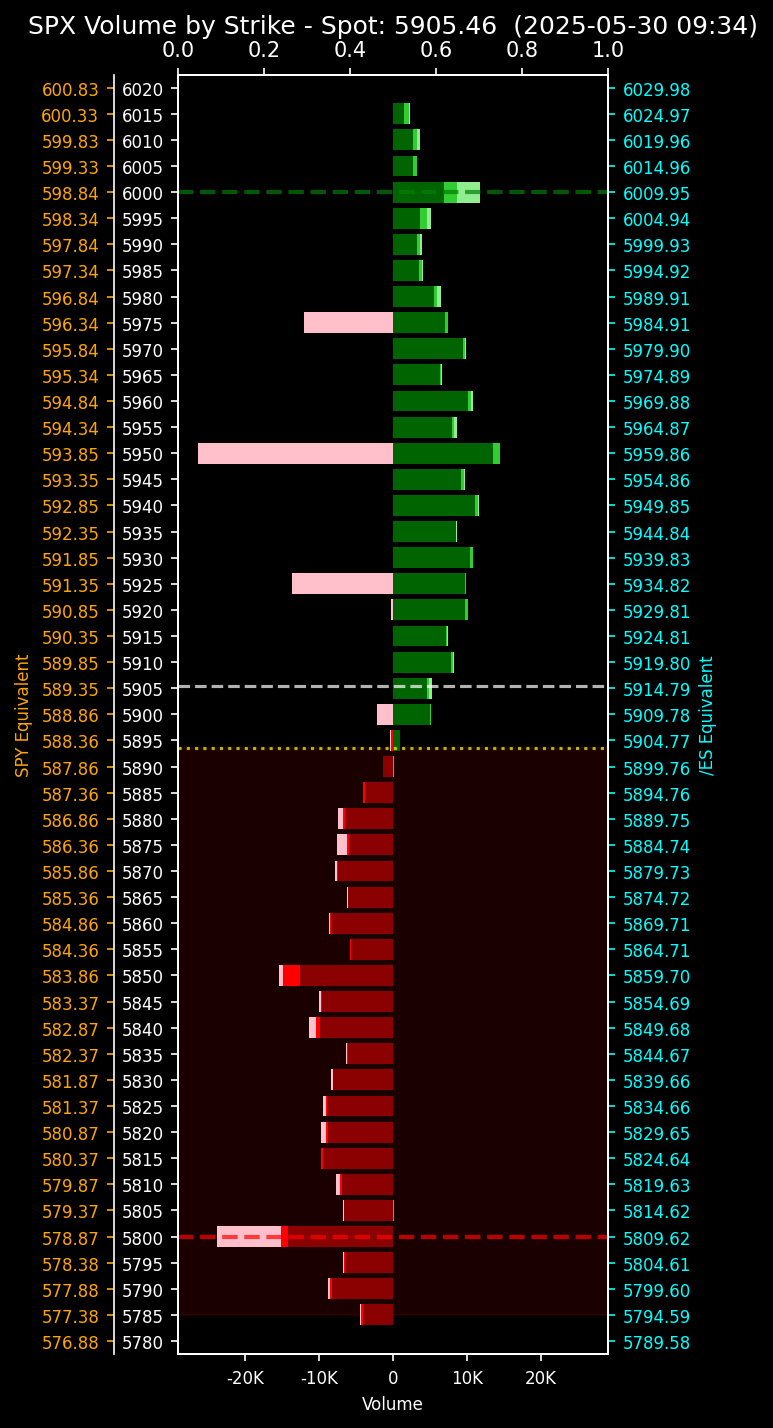 SPX Volume by Strike - Spot: 5905.46 (2025-05-30 09:34)
0.0 0.2 0.4 0.6 0.8 1.0
600.83 6020 6029.98
600.33 6015 6024.97
599.83 6010 6019.96
599.33 6005 6014.96
598.84 6000 6009.95
598.34 5995 6004.94
597.84 5990 5999.93
597.34 5985 5994.92
596.84 5980 5989.91
596.34 5975 5984.91
595.84 5970 5979.90
595.34 5965 5974.89
594.84 5960 5969.88
594.34 5955 5964.87
593.85 5950 5959.86
593.35 5945 5954.86
592.85 5940 5949.85
592.35 5935 5944.84
591.85 5930 5939.83
591.35 5925 5934.82
590.85 5920 5929.81
590.35 5915 5924.81
589.85 5910 5919.80
589.35 5905 5914.79
588.86 5900 5909.78
588.36 5895 5904.77
587.86 5890 5899.76
587.36 5885 5894.76
586.86 5880 5889.75
586.36 5875 5884.74
585.86 5870 5879.73
585.36 5865 5874.72
584.86 5860 5869.71
584.36 5855 5864.71
583.86 5850 5859.70
583.37 5845 5854.69
582.87 5840 5849.68
582.37 5835 5844.67
581.87 5830 5839.66
581.37 5825 5834.66
580.87 5820 5829.65
580.37 5815 5824.64
579.87 5810 5819.63
579.37 5805 5814.62
578.87 5800 5809.62
578.38 5795 5804.61
577.88 5790 5799.60
577.38 5785 5794.59
576.88 5780 5789.58
SPY Equivalent
/ES Equivalent
-20K -10K 0 10K 20K
Volume